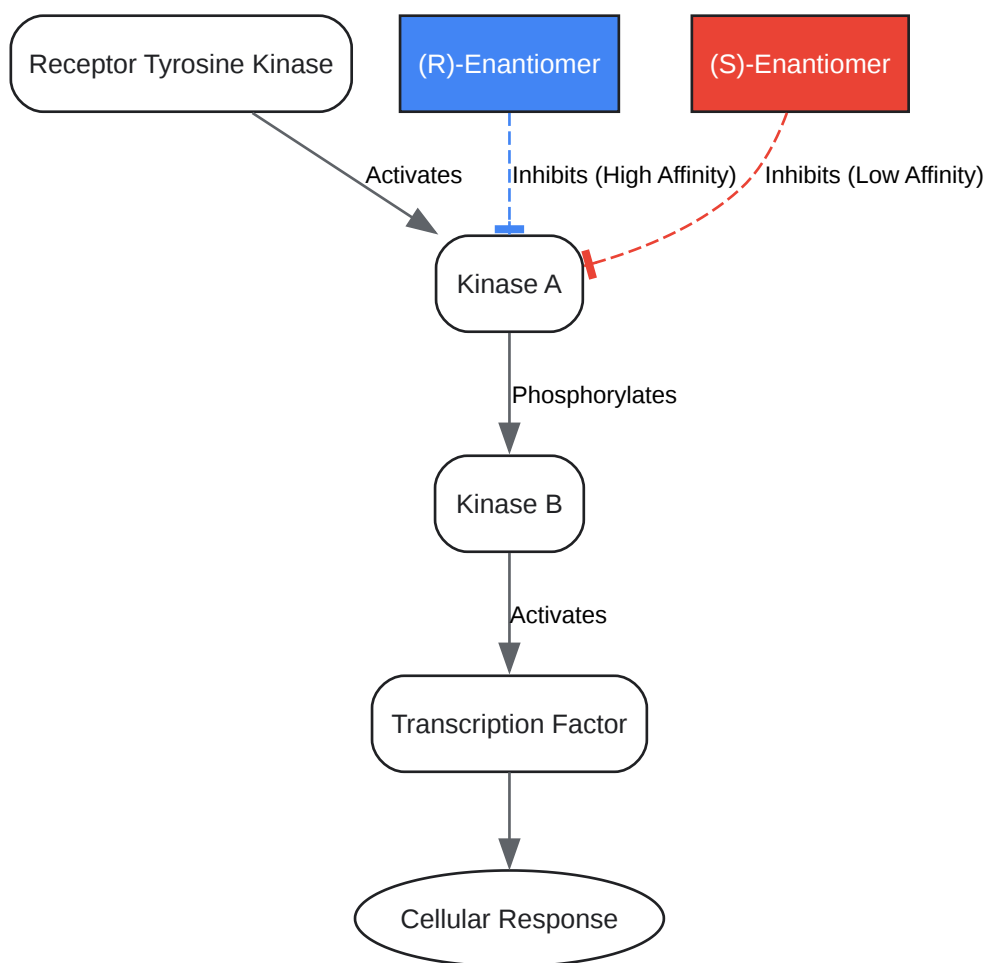 Receptor Tyrosine Kinase
(R)-Enantiomer
(S)-Enantiomer
Activates
Inhibits (High Affinity)
Inhibits (Low Affinity)
Kinase A
Phosphorylates
Kinase B
Activates
Transcription Factor
Cellular Response